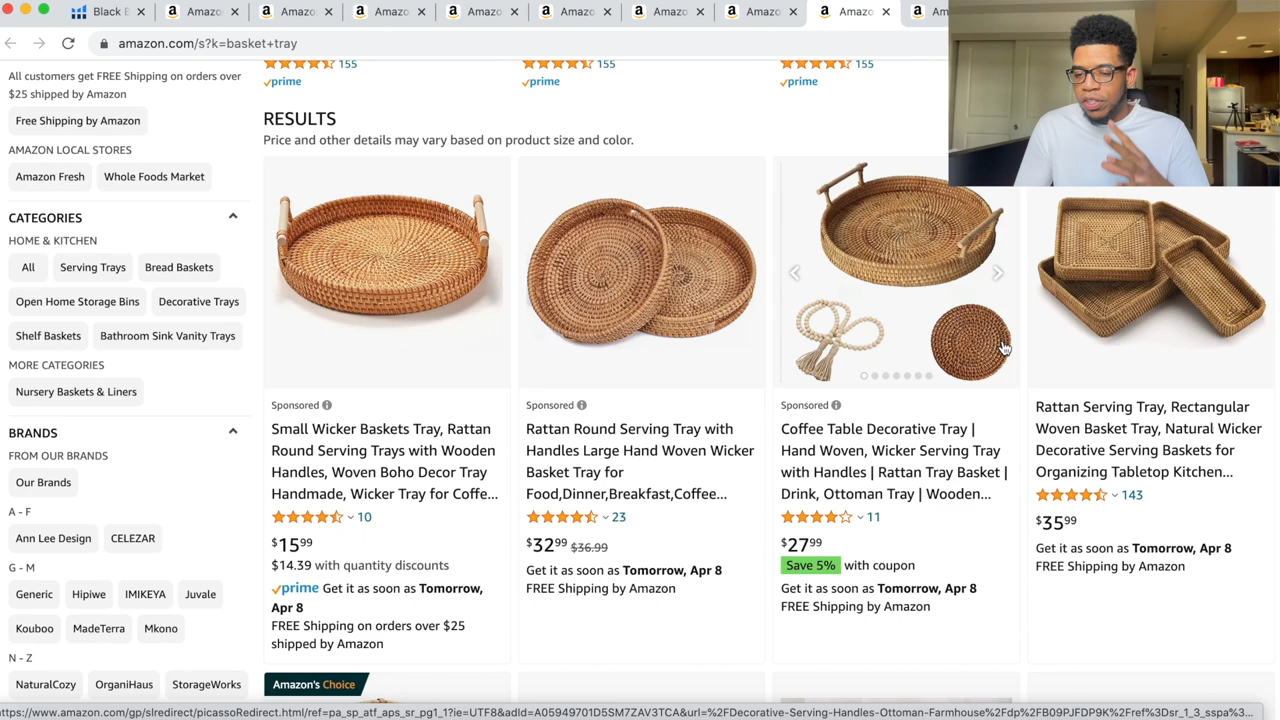 Black B
Amazo
Amazo
Amazo
Amazo
Amazo
Amazo
Amazo
Amazo
Am
amazon.com/s?k=basket+tray
All customers get FREE Shipping on orders over
$25 shipped by Amazon
Free Shipping by Amazon
AMAZON LOCAL STORES
Amazon Fresh
Whole Foods Market
CATEGORIES
HOME & KITCHEN
All
Serving Trays
Bread Baskets
Open Home Storage Bins
Decorative Trays
Shelf Baskets
Bathroom Sink Vanity Trays
MORE CATEGORIES
Nursery Baskets & Liners
BRANDS
FROM OUR BRANDS
Our Brands
A - F
Ann Lee Design
CELEZAR
G - M
Generic
Hipiwe
IMIKEYA
Juvale
Kouboo
MadeTerra
Mkono
N - Z
NaturalCozy
OrganiHaus
StorageWorks
155
155
155
prime
prime
prime
RESULTS
Price and other details may vary based on product size and color.
Sponsored
Small Wicker Baskets Tray, Rattan
Round Serving Trays with Wooden
Handles, Woven Boho Decor Tray
Handmade, Wicker Tray for Coffe...
10
$15.99
$14.39 with quantity discounts
prime Get it as soon as Tomorrow,
Apr 8
FREE Shipping on orders over $25
shipped by Amazon
Sponsored
Rattan Round Serving Tray with
Handles Large Hand Woven Wicker
Basket Tray for
Food,Dinner,Breakfast,Coffee...
23
$32.99 $36.99
Get it as soon as Tomorrow, Apr 8
FREE Shipping by Amazon
Sponsored
Coffee Table Decorative Tray |
Hand Woven, Wicker Serving Tray
with Handles | Rattan Tray Basket |
Drink, Ottoman Tray | Wooden...
11
$27.99
Save 5% with coupon
Get it as soon as Tomorrow, Apr 8
FREE Shipping by Amazon
Rattan Serving Tray, Rectangular
Woven Basket Tray, Natural Wicker
Decorative Serving Baskets for
Organizing Tabletop Kitchen...
143
$35.99
Get it as soon as Tomorrow, Apr 8
FREE Shipping by Amazon
Amazon's Choice
https://www.amazon.com/gp/slredirect/picassoRedirect.html/ref=pa_sp_atf_aps_sr_pg1_1?ie=UTF8&adId=A05949701D5SM7ZAV3TCA&url=%2FDecorative-Serving-Handles-Ottoman-Farmhouse%2Fdp%2FB09PJFDP9K%2Fref%3Dsr_1_3_sspa%3...